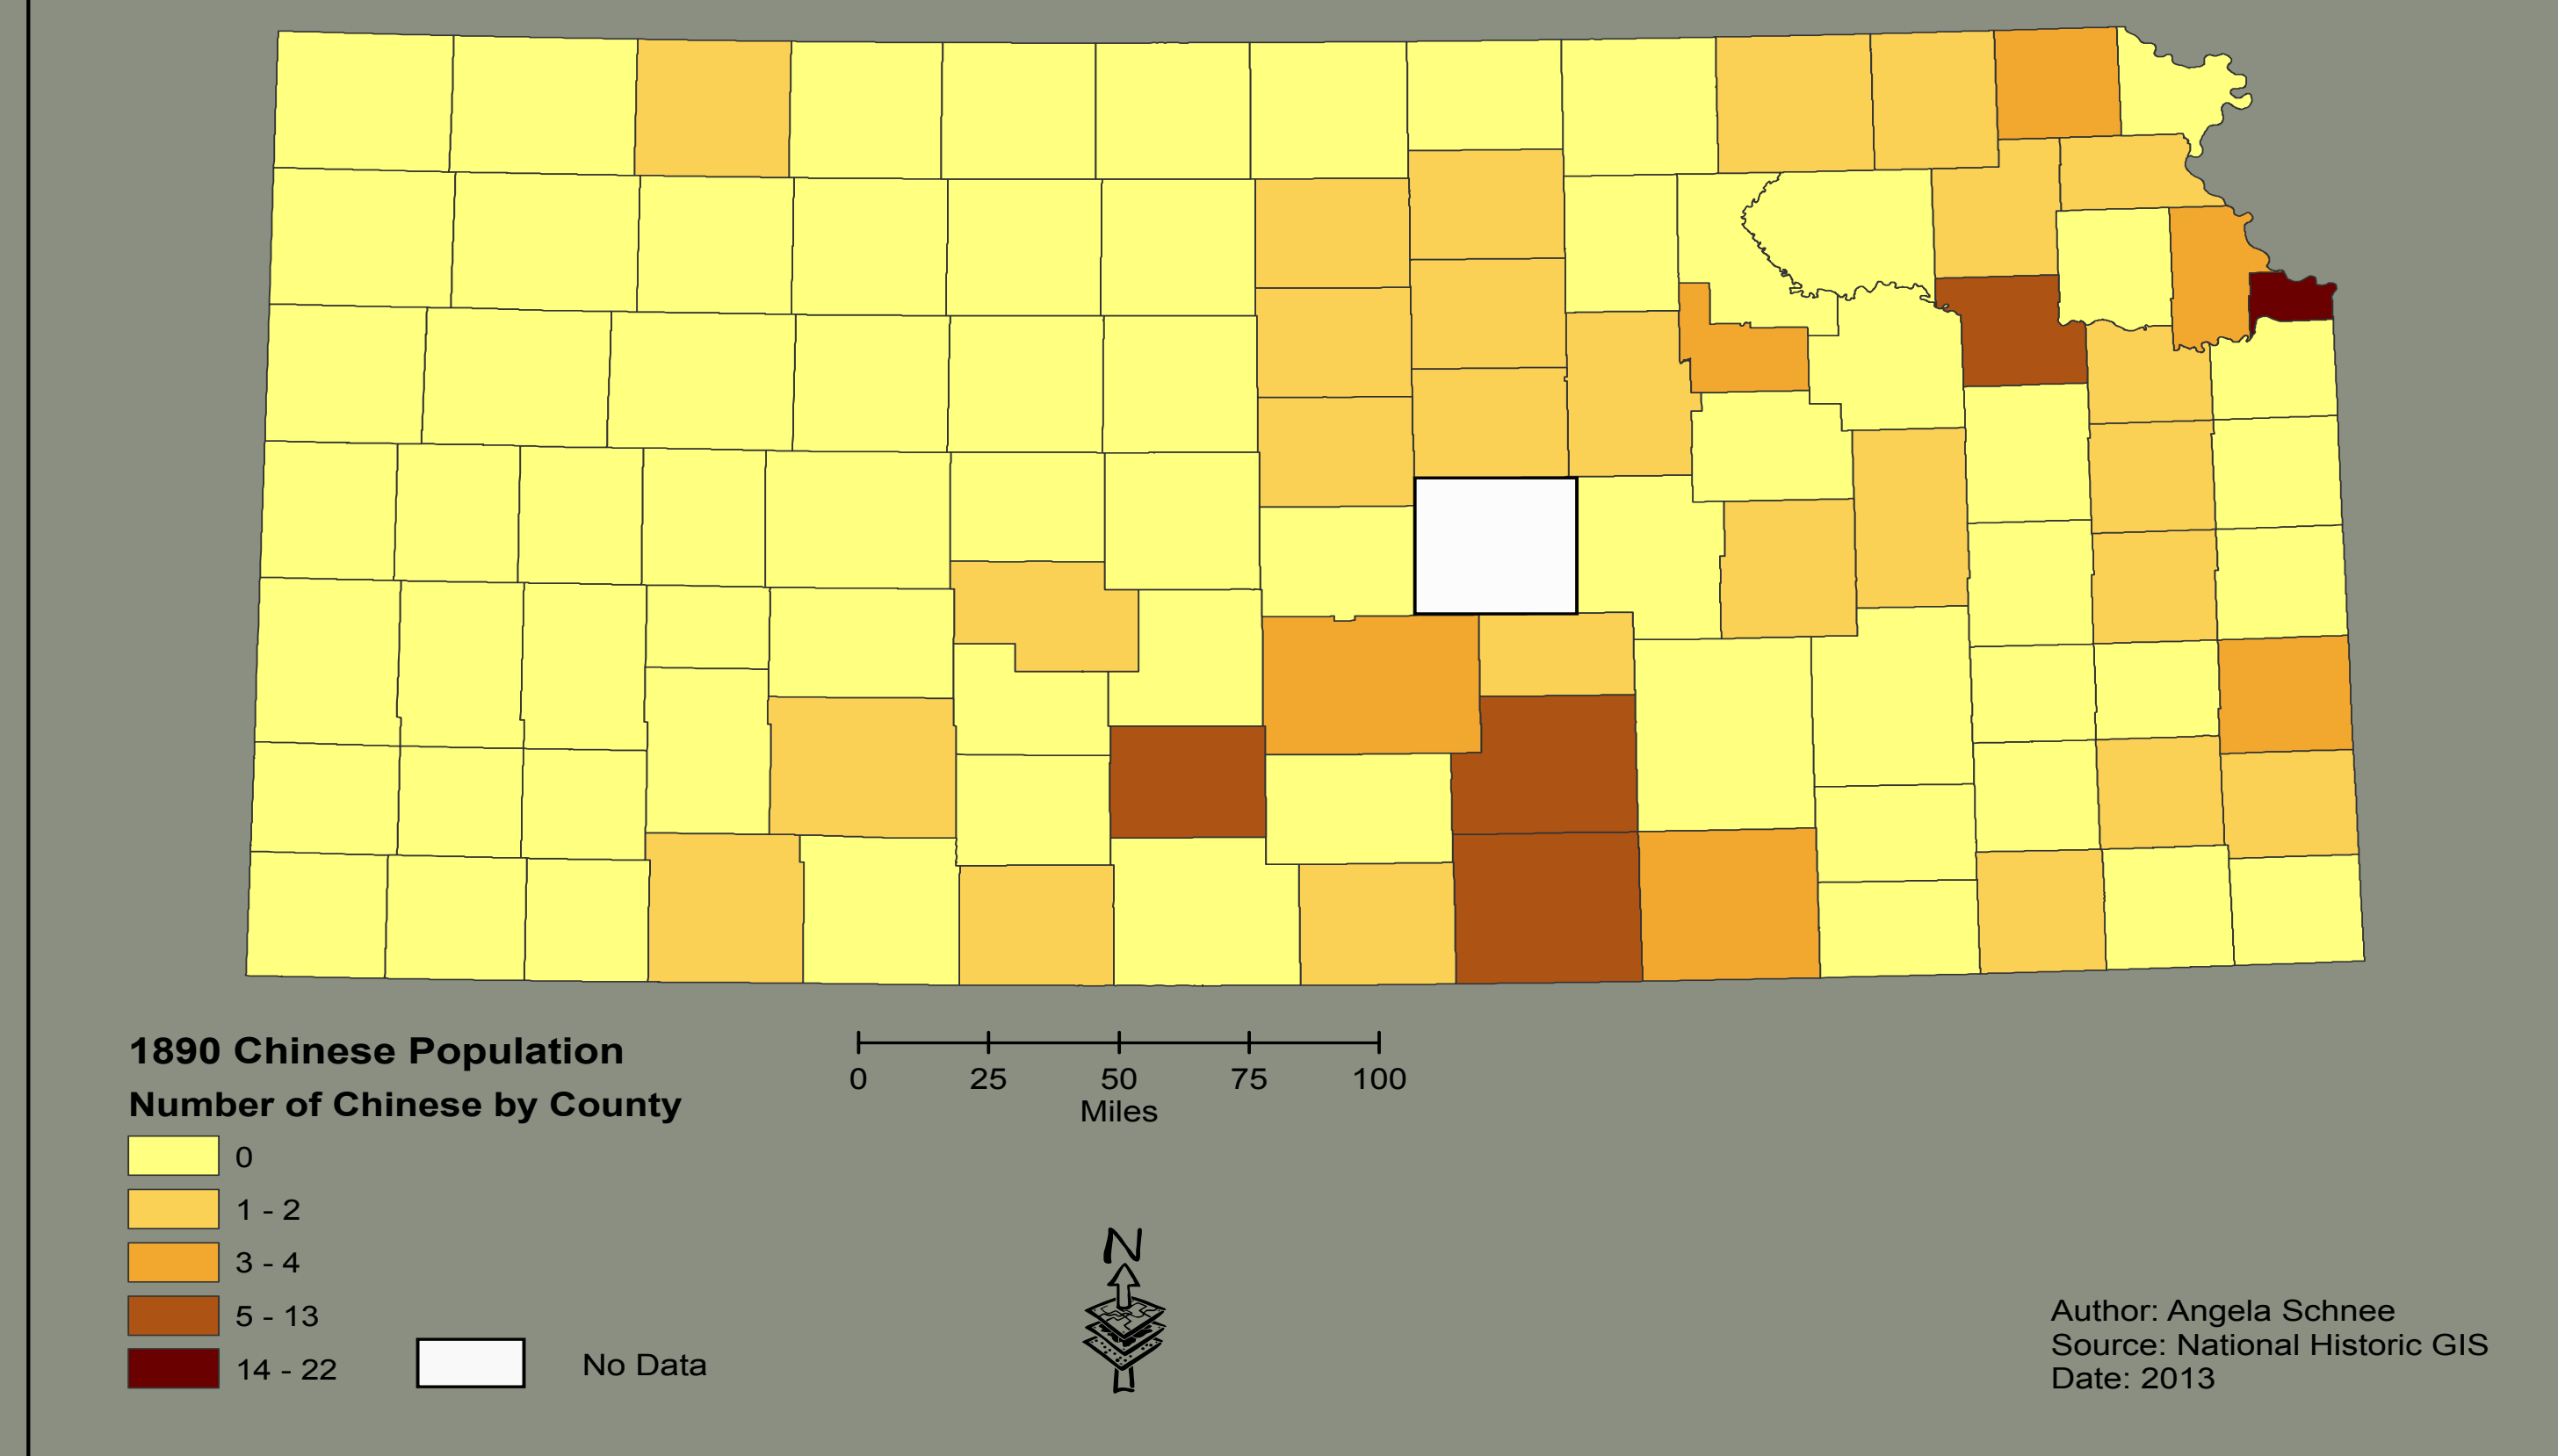 1890 Chinese Population
Number of Chinese by County
0
1 - 2
3 - 4
5 - 13
14 - 22
No Data
0 25 50 75 100
Miles
N
Author: Angela Schnee
Source: National Historic GIS
Date: 2013